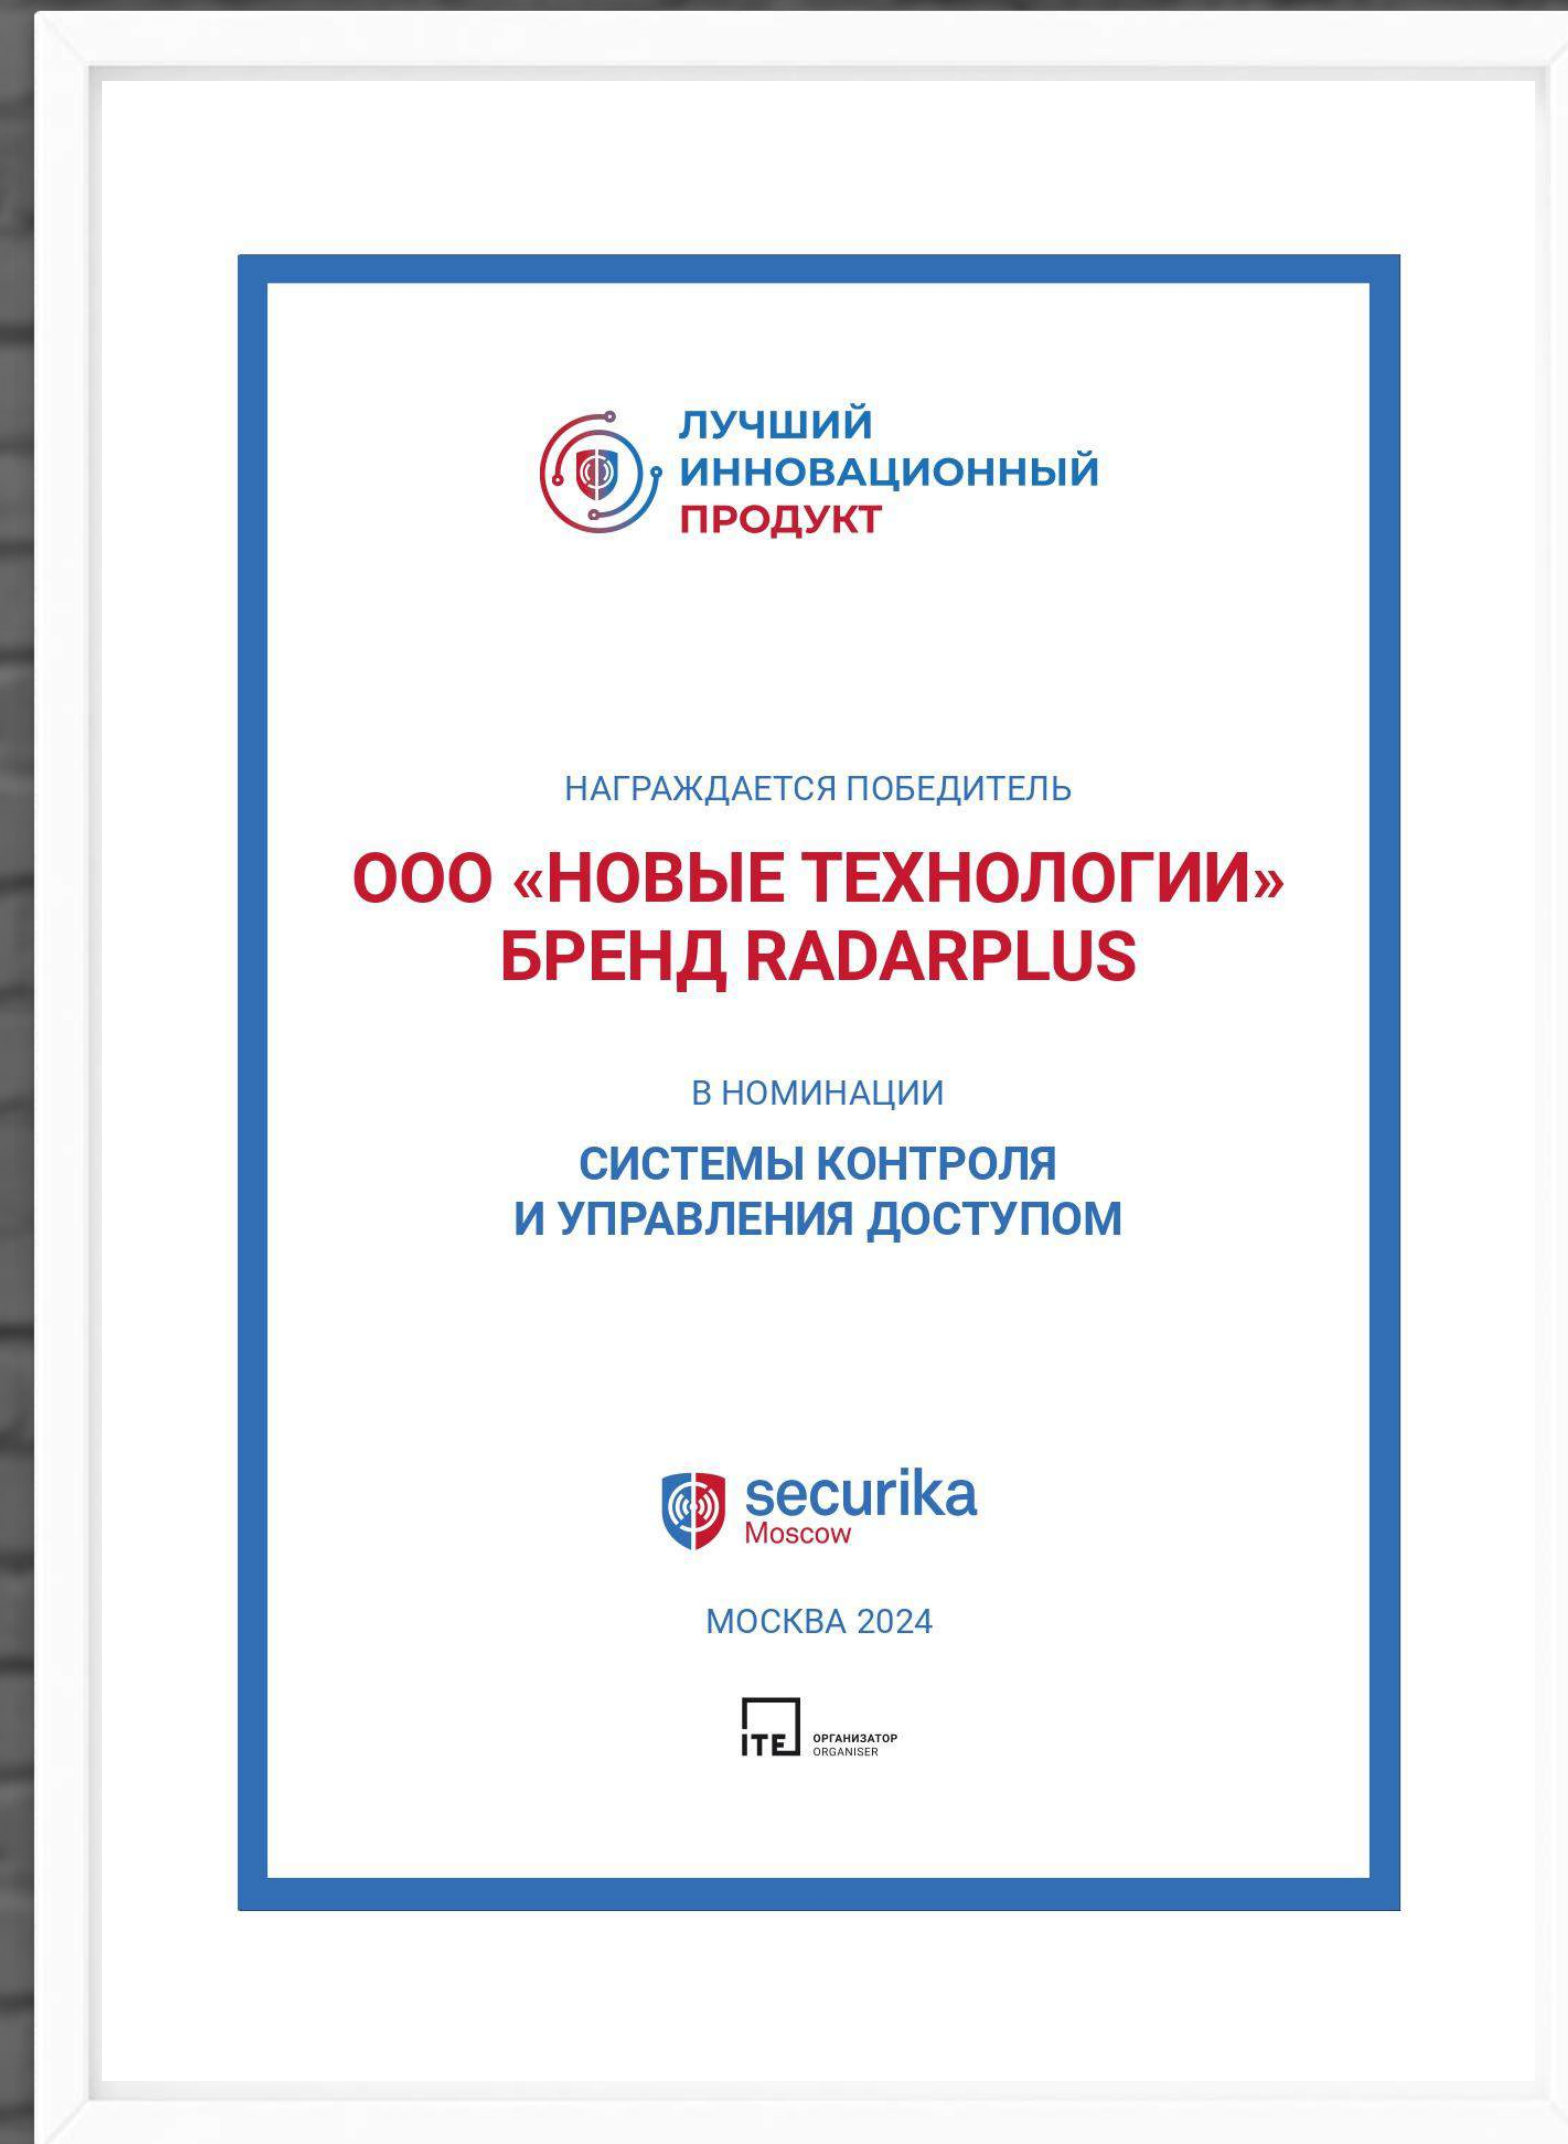 ЛУЧШИЙ
ИННОВАЦИОННЫЙ
ПРОДУКТ
НАГРАЖДАЕТСЯ ПОБЕДИТЕЛЬ
ООО «НОВЫЕ ТЕХНОЛОГИИ»
БРЕНД RADARPLUS
В НОМИНАЦИИ
СИСТЕМЫ КОНТРОЛЯ
И УПРАВЛЕНИЯ ДОСТУПОМ
securika
Moscow
МОСКВА 2024
ITE
ОРГАНИЗАТОР
ORGANISER